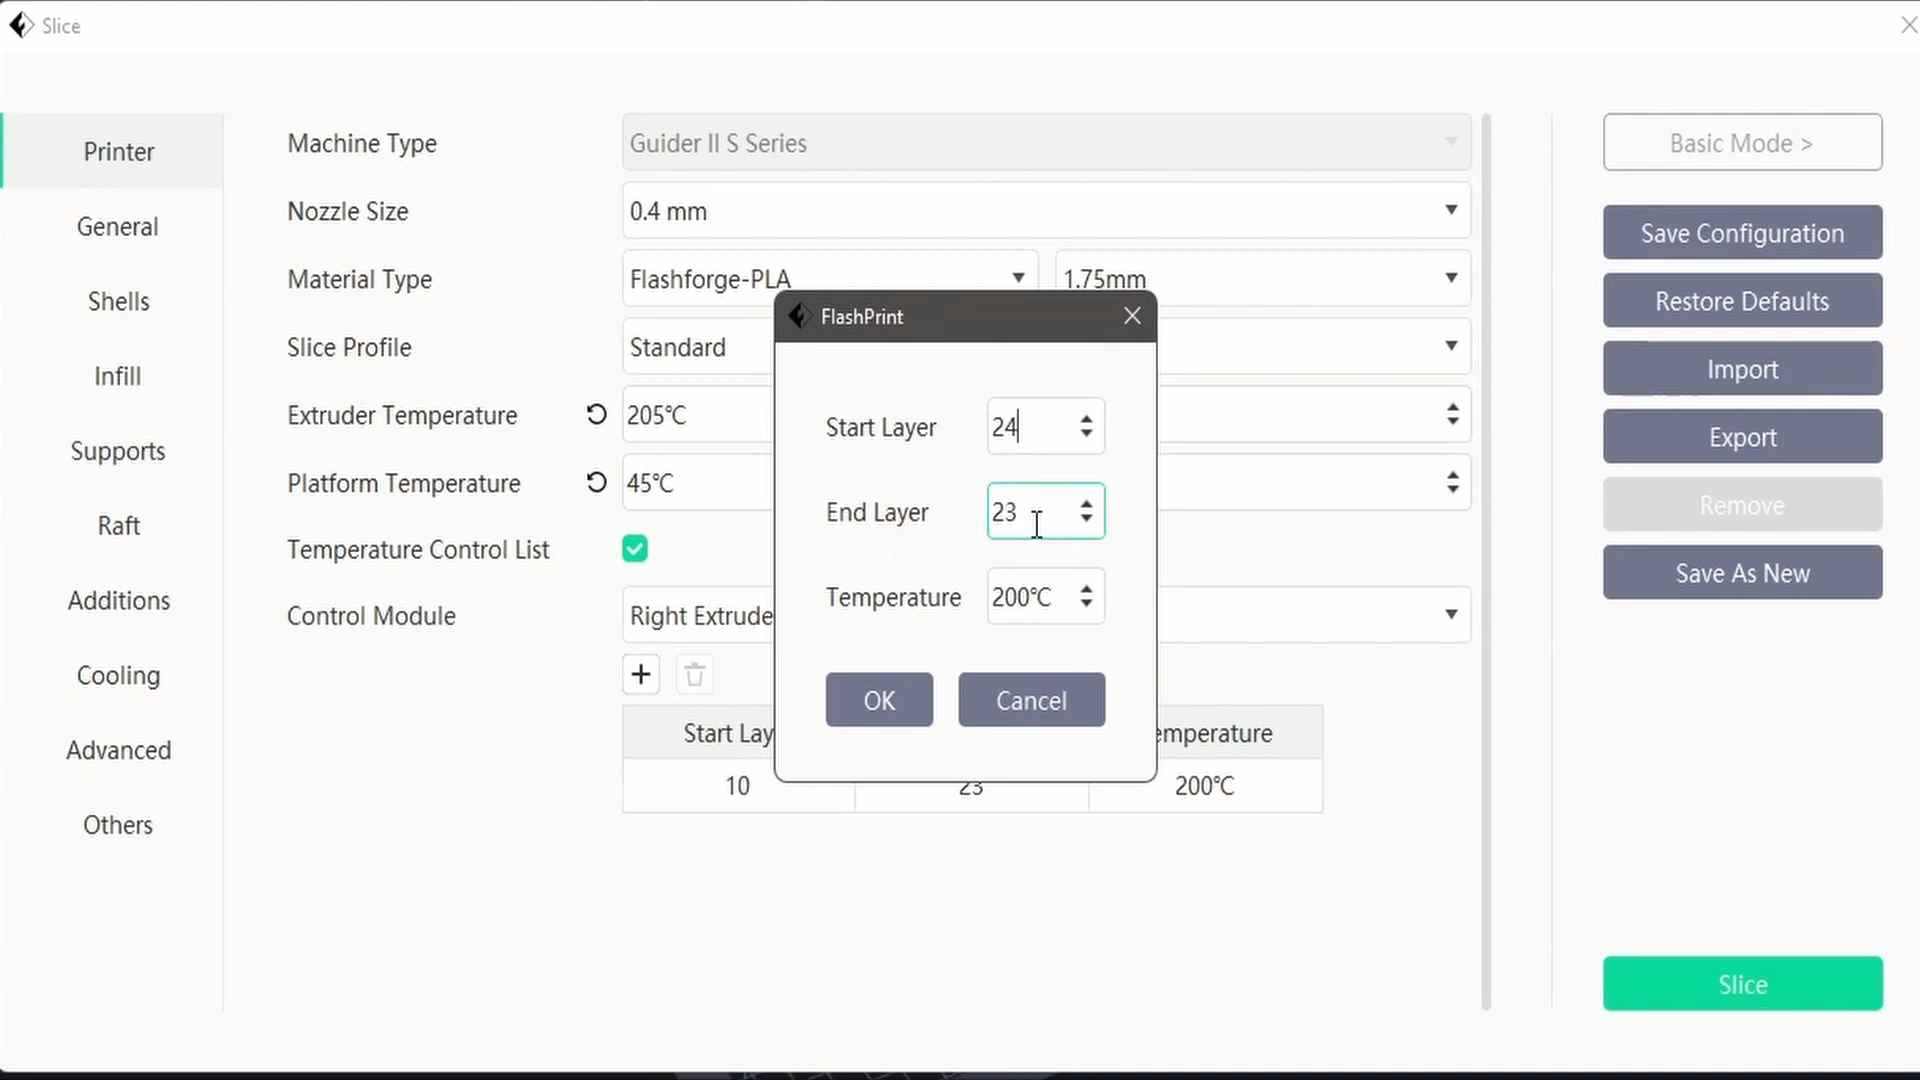 Slice
Printer
General
Shells
Infill
Supports
Raft
Additions
Cooling
Advanced
Others
Machine Type
Guider II S Series
Nozzle Size
0.4 mm
Material Type
Flashforge-PLA
1.75mm
Slice Profile
Standard
Extruder Temperature
205℃
Platform Temperature
45℃
Temperature Control List
Control Module
Right Extrude
Start Lay
emperature
10
23
200℃
FlashPrint
Start Layer
24
End Layer
23
Temperature
200℃
OK
Cancel
Basic Mode >
Save Configuration
Restore Defaults
Import
Export
Remove
Save As New
Slice